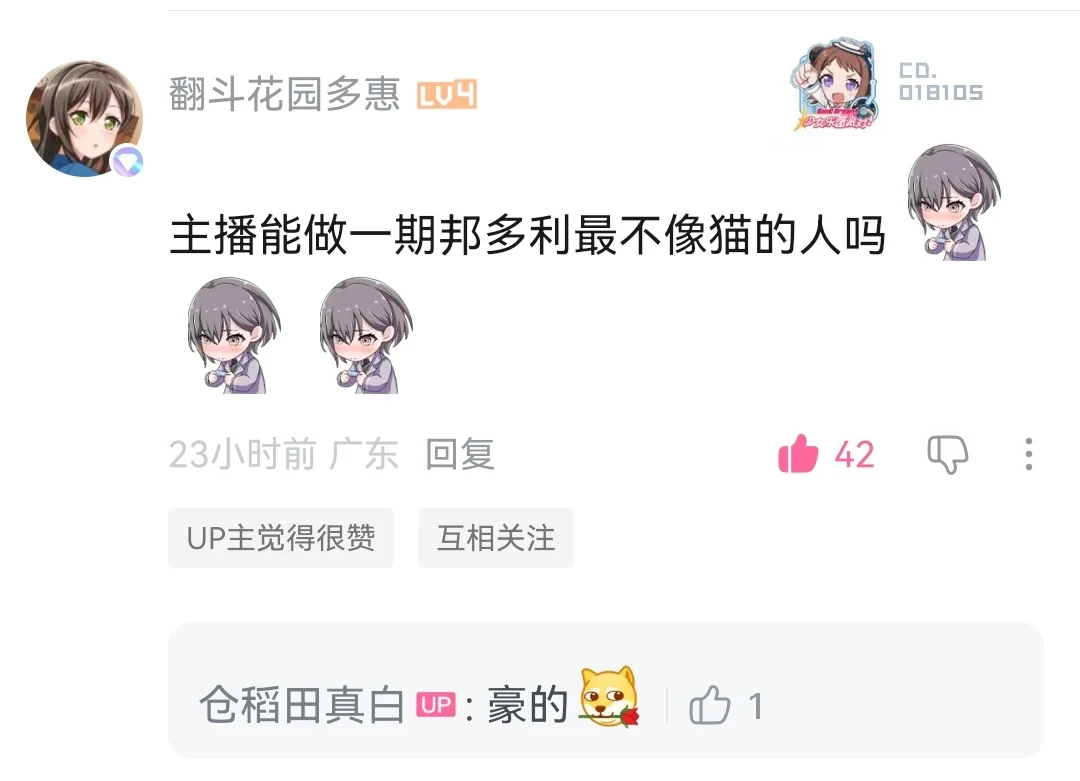 翻斗花园多惠 LV4
CD.
018105
主播能做一期邦多利最不像猫的人吗
23小时前 广东 回复
42
UP主觉得很赞 互相关注
仓稻田真白 UP : 豪的 1